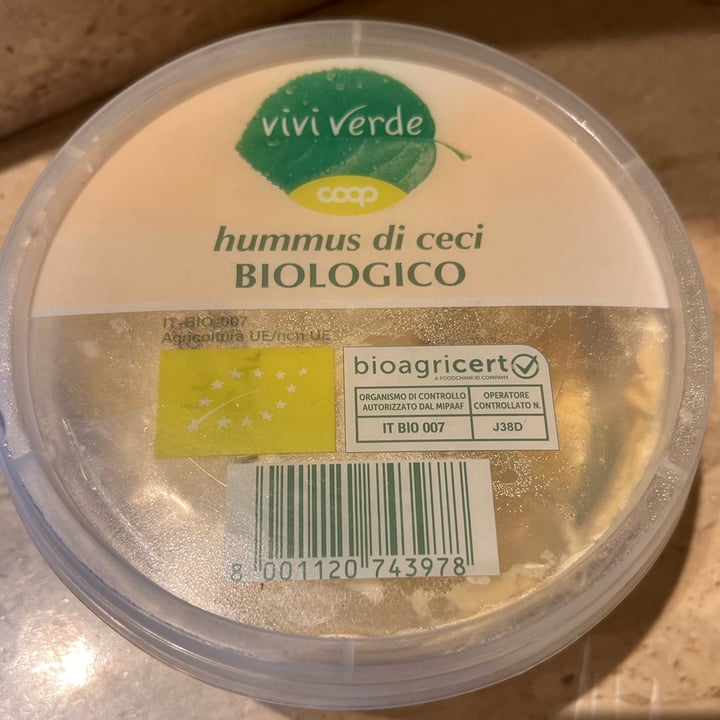 vivi verde
coop
hummus di ceci
BIOLOGICO
IT-BIO-007
Agricoltura UE/non UE
bioagricert
A FOODCHAIN ID COMPANY
ORGANISMO DI CONTROLLO
AUTORIZZATO DAL MIPAAF
OPERATORE
CONTROLLATO N.
IT BIO 007
J38D
8 001120 743978